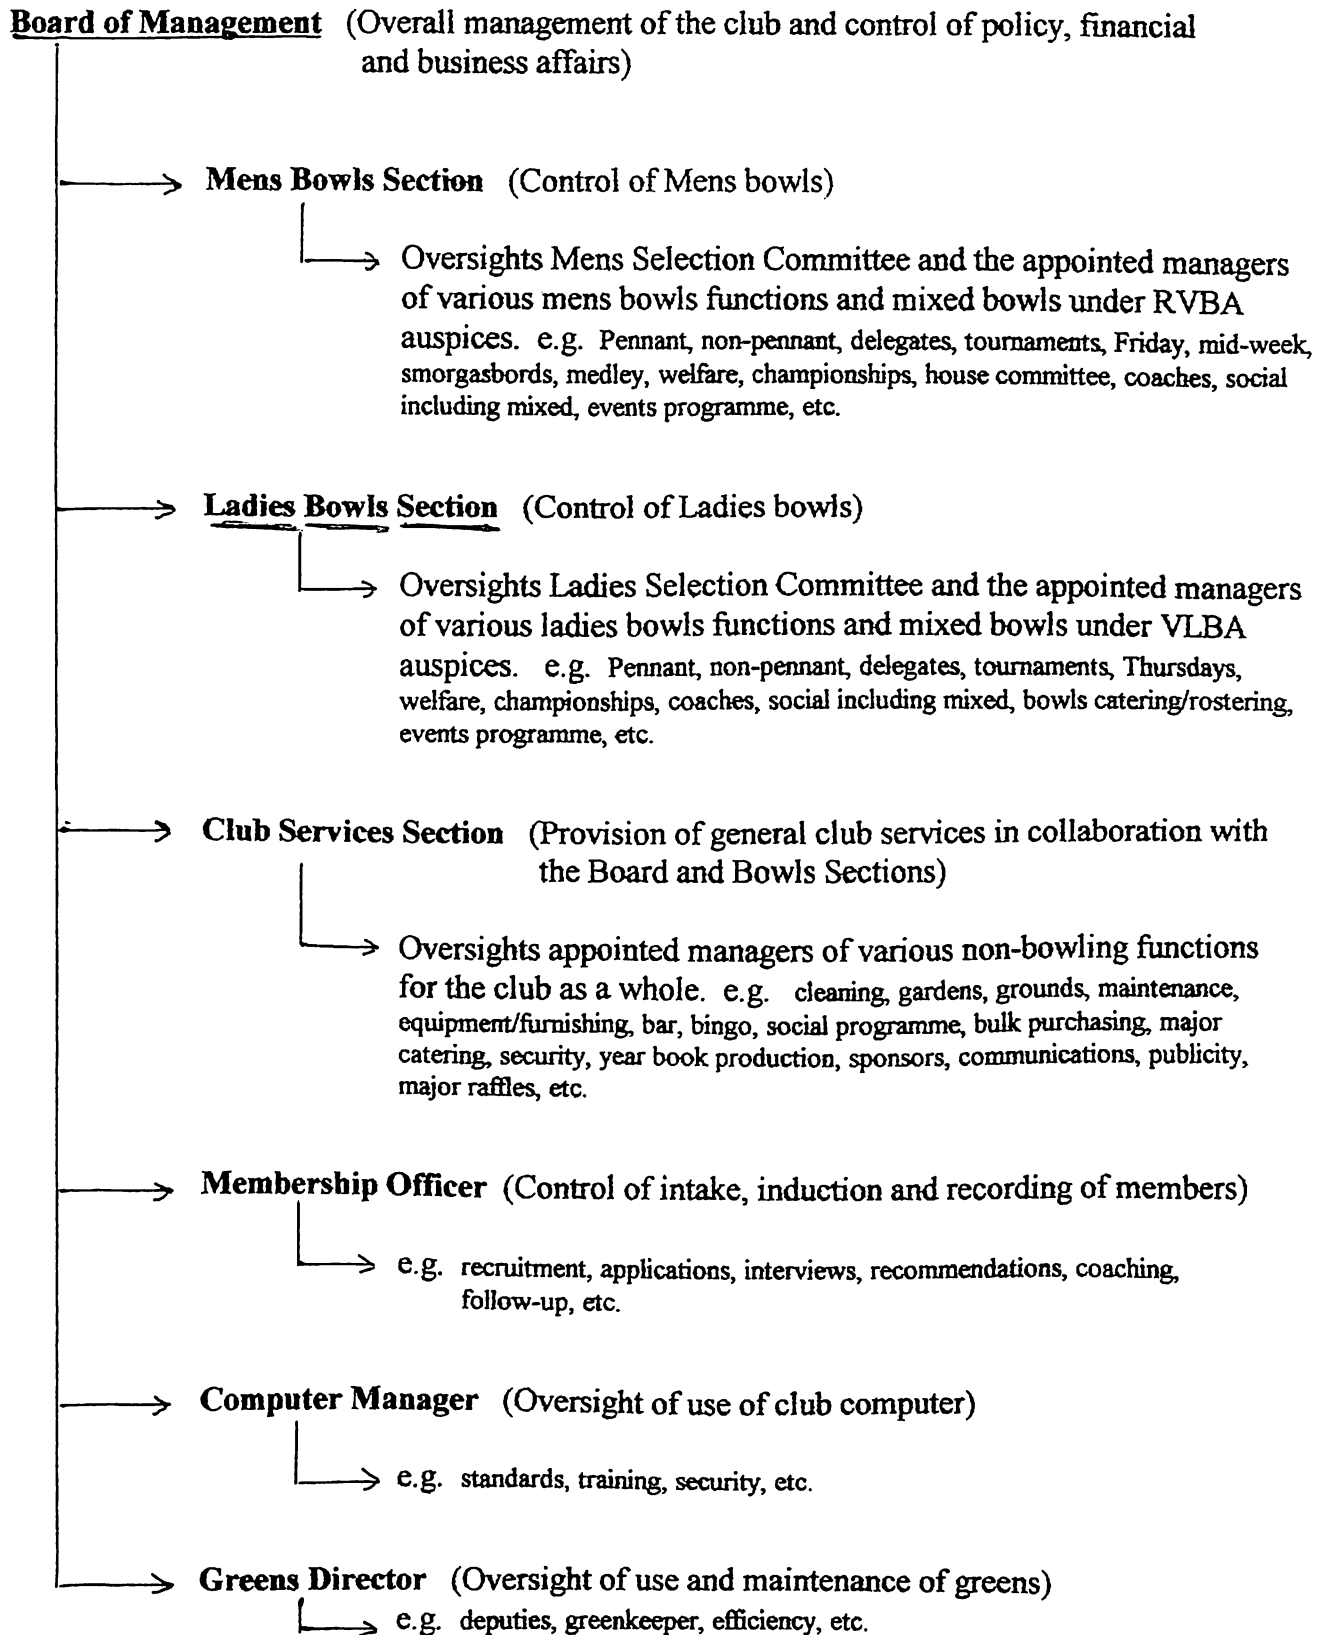 Board of Management (Overall management of the club and control of policy, financial
and business affairs)
Mens Bowls Section (Control of Mens bowls)
Oversights Mens Selection Committee and the appointed managers
of various mens bowls functions and mixed bowls under RVBA
auspices. e.g. Pennant, non-pennant, delegates, tournaments, Friday, mid-week,
smorgasbords, medley, welfare, championships, house committee, coaches, social
including mixed, events programme, etc.
Ladies Bowls Section (Control of Ladies bowls)
Oversights Ladies Selection Committee and the appointed managers
of various ladies bowls functions and mixed bowls under VLBA
auspices. e.g. Pennant, non-pennant, delegates, tournaments, Thursdays,
welfare, championships, coaches, social including mixed, bowls catering/rostering,
events programme, etc.
Club Services Section (Provision of general club services in collaboration with
the Board and Bowls Sections)
Oversights appointed managers of various non-bowling functions
for the club as a whole. e.g. cleaning, gardens, grounds, maintenance,
equipment/furnishing, bar, bingo, social programme, bulk purchasing, major
catering, security, year book production, sponsors, communications, publicity,
major raffles, etc.
Membership Officer (Control of intake, induction and recording of members)
e.g. recruitment, applications, interviews, recommendations, coaching,
follow-up, etc.
Computer Manager (Oversight of use of club computer)
e.g. standards, training, security, etc.
Greens Director (Oversight of use and maintenance of greens)
e.g. deputies, greenkeeper, efficiency, etc.